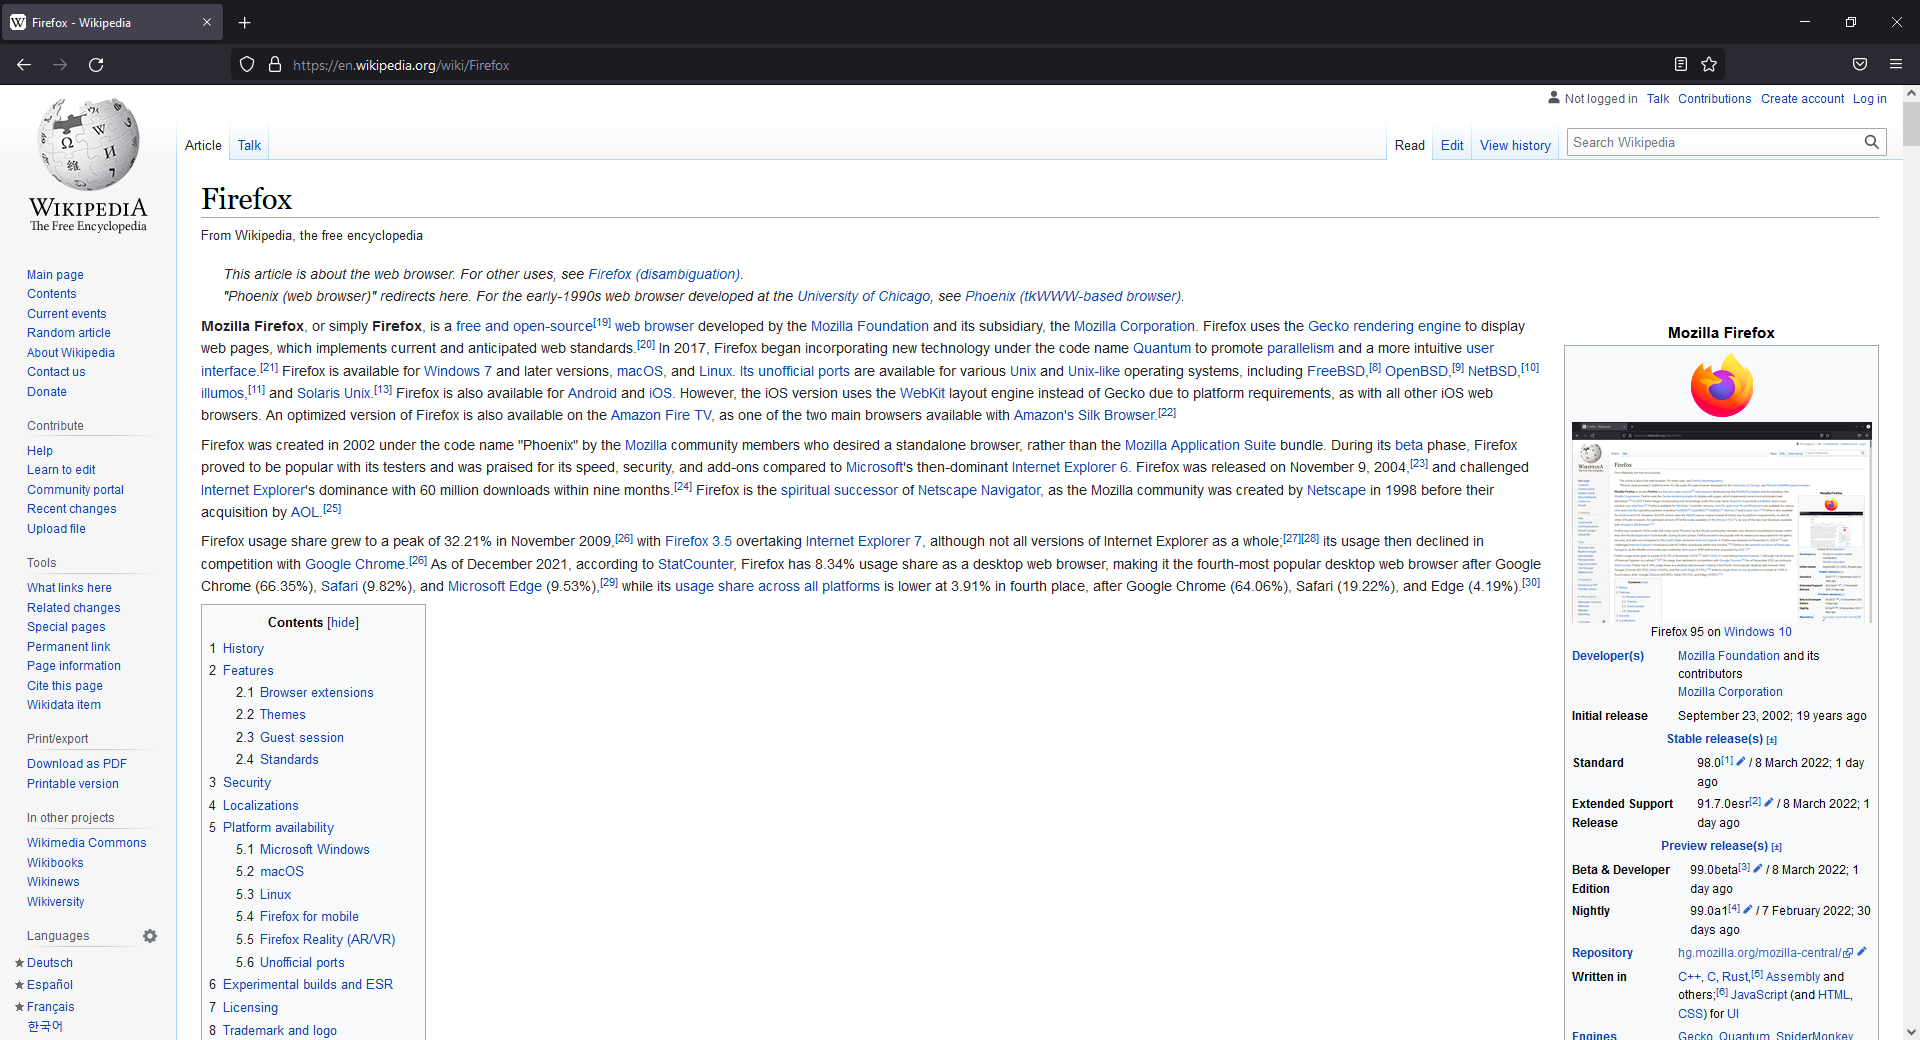 Firefox - Wikipedia
https://en.wikipedia.org/wiki/Firefox
Not logged in Talk Contributions Create account Log in
Article Talk
Read Edit View history
Search Wikipedia
WIKIPEDIA
The Free Encyclopedia
Main page
Contents
Current events
Random article
About Wikipedia
Contact us
Donate
Contribute
Help
Learn to edit
Community portal
Recent changes
Upload file
Tools
What links here
Related changes
Special pages
Permanent link
Page information
Cite this page
Wikidata item
Print/export
Download as PDF
Printable version
In other projects
Wikimedia Commons
Wikibooks
Wikinews
Wikiversity
Languages
Deutsch
Español
Français
한국어
Firefox
From Wikipedia, the free encyclopedia
This article is about the web browser. For other uses, see Firefox (disambiguation).
"Phoenix (web browser)" redirects here. For the early-1990s web browser developed at the University of Chicago, see Phoenix (tkWWW-based browser).
Mozilla Firefox, or simply Firefox, is a free and open-source[19] web browser developed by the Mozilla Foundation and its subsidiary, the Mozilla Corporation. Firefox uses the Gecko rendering engine to display
web pages, which implements current and anticipated web standards.[20] In 2017, Firefox began incorporating new technology under the code name Quantum to promote parallelism and a more intuitive user
interface.[21] Firefox is available for Windows 7 and later versions, macOS, and Linux. Its unofficial ports are available for various Unix and Unix-like operating systems, including FreeBSD,[8] OpenBSD,[9] NetBSD,[10]
illumos,[11] and Solaris Unix.[13] Firefox is also available for Android and iOS. However, the iOS version uses the WebKit layout engine instead of Gecko due to platform requirements, as with all other iOS web
browsers. An optimized version of Firefox is also available on the Amazon Fire TV, as one of the two main browsers available with Amazon's Silk Browser.[22]
Firefox was created in 2002 under the code name "Phoenix" by the Mozilla community members who desired a standalone browser, rather than the Mozilla Application Suite bundle. During its beta phase, Firefox
proved to be popular with its testers and was praised for its speed, security, and add-ons compared to Microsoft's then-dominant Internet Explorer 6. Firefox was released on November 9, 2004,[23] and challenged
Internet Explorer's dominance with 60 million downloads within nine months.[24] Firefox is the spiritual successor of Netscape Navigator, as the Mozilla community was created by Netscape in 1998 before their
acquisition by AOL.[25]
Firefox usage share grew to a peak of 32.21% in November 2009,[26] with Firefox 3.5 overtaking Internet Explorer 7, although not all versions of Internet Explorer as a whole;[27][28] its usage then declined in
competition with Google Chrome.[26] As of December 2021, according to StatCounter, Firefox has 8.34% usage share as a desktop web browser, making it the fourth-most popular desktop web browser after Google
Chrome (66.35%), Safari (9.82%), and Microsoft Edge (9.53%),[29] while its usage share across all platforms is lower at 3.91% in fourth place, after Google Chrome (64.06%), Safari (19.22%), and Edge (4.19%).[30]
Contents [hide]
1 History
2 Features
2.1 Browser extensions
2.2 Themes
2.3 Guest session
2.4 Standards
3 Security
4 Localizations
5 Platform availability
5.1 Microsoft Windows
5.2 macOS
5.3 Linux
5.4 Firefox for mobile
5.5 Firefox Reality (AR/VR)
5.6 Unofficial ports
6 Experimental builds and ESR
7 Licensing
8 Trademark and logo
Mozilla Firefox
Firefox 95 on Windows 10
Developer(s) Mozilla Foundation and its
contributors
Mozilla Corporation
Initial release September 23, 2002; 19 years ago
Stable release(s) [±]
Standard 98.0[1] / 8 March 2022; 1 day
ago
Extended Support 91.7.0esr[2] / 8 March 2022; 1
Release day ago
Preview release(s) [±]
Beta & Developer 99.0beta[3] / 8 March 2022; 1
Edition day ago
Nightly 99.0a1[4] / 7 February 2022; 30
days ago
Repository hg.mozilla.org/mozilla-central/
Written in C++, C, Rust,[5] Assembly and
others;[6] JavaScript (and HTML,
CSS) for UI
Engines Gecko, Quantum, SpiderMonkey